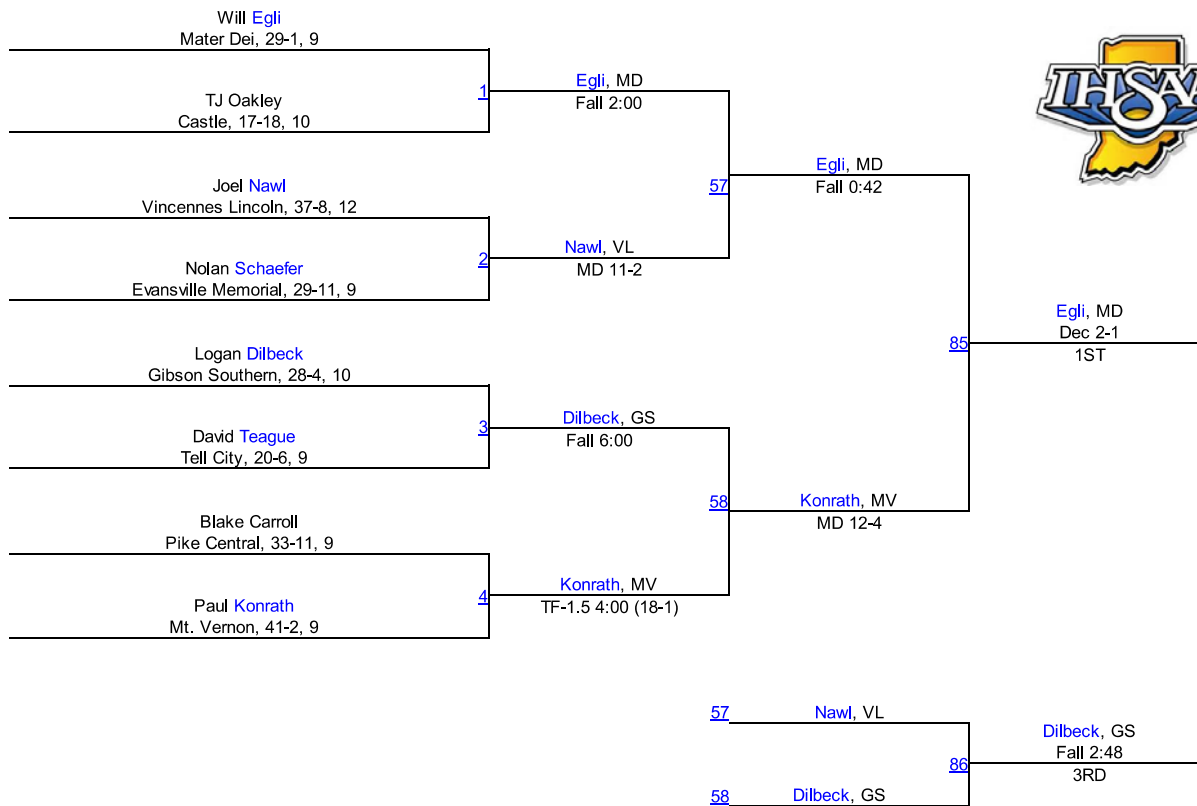 Will Egli
Mater Dei, 29-1, 9
TJ Oakley
Castle, 17-18, 10
1
Egli, MD
Fall 2:00
Joel Nawl
Vincennes Lincoln, 37-8, 12
Nolan Schaefer
Evansville Memorial, 29-11, 9
2
Nawl, VL
MD 11-2
57
Egli, MD
Fall 0:42
Logan Dilbeck
Gibson Southern, 28-4, 10
David Teague
Tell City, 20-6, 9
3
Dilbeck, GS
Fall 6:00
Blake Carroll
Pike Central, 33-11, 9
Paul Konrath
Mt. Vernon, 41-2, 9
4
Konrath, MV
TF-1.5 4:00 (18-1)
58
Konrath, MV
MD 12-4
85
Egli, MD
Dec 2-1
1ST
IHSAA
57
Nawl, VL
58
Dilbeck, GS
86
Dilbeck, GS
Fall 2:48
3RD